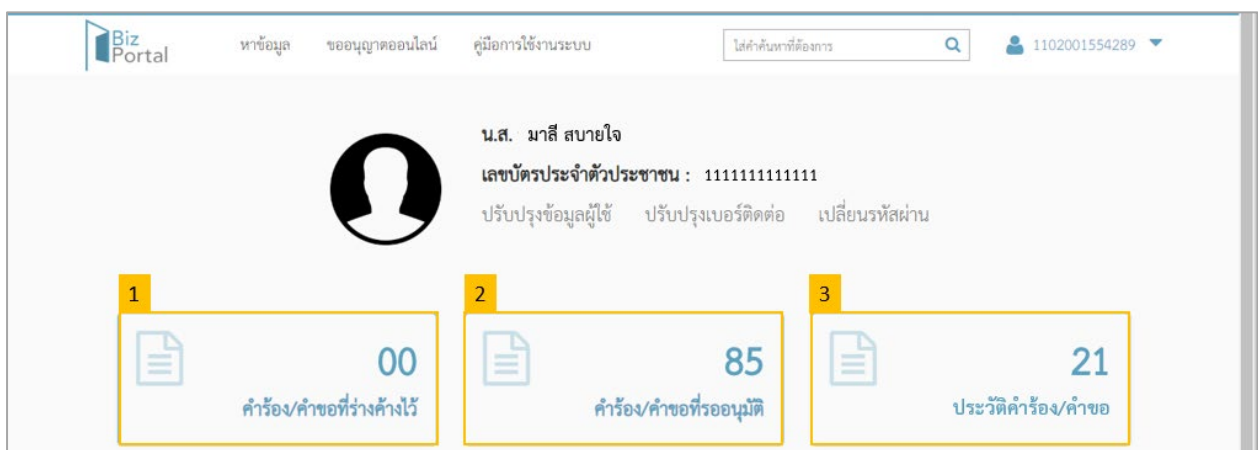 Biz
Portal
หาข้อมูล ขออนุญาตออนไลน์ คู่มือการใช้งานระบบ ใส่คำค้นหาที่ต้องการ 1102001554289
น.ส. มาลี สบายใจ
เลขบัตรประจำตัวประชาชน : 1111111111111
ปรับปรุงข้อมูลผู้ใช้ ปรับปรุงเบอร์ติดต่อ เปลี่ยนรหัสผ่าน
1 2 3
00 85 21
คำร้อง/คำขอที่ร่างค้างไว้ คำร้อง/คำขอที่รออนุมัติ ประวัติคำร้อง/คำขอ